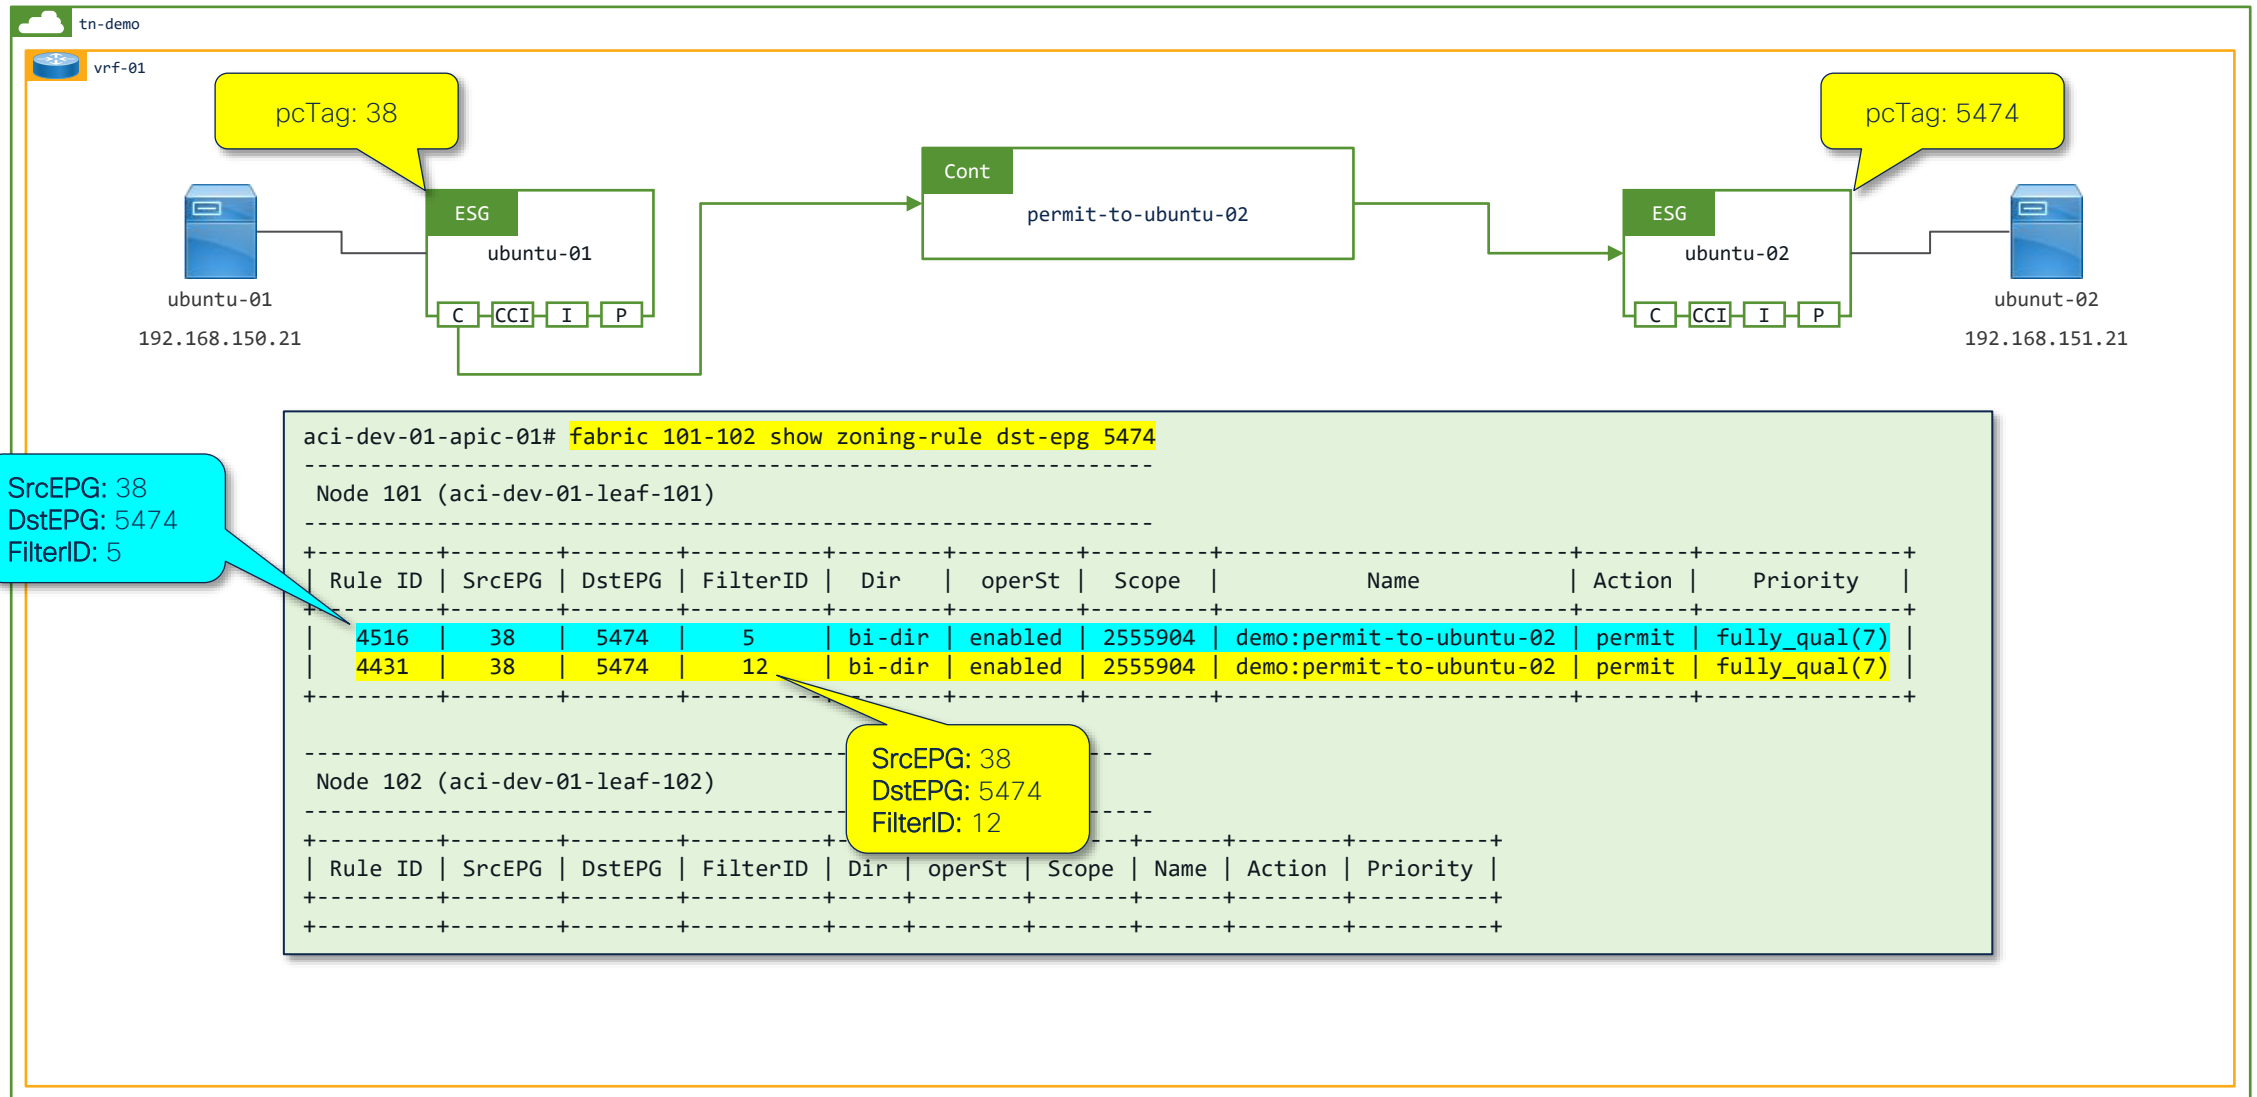 tn-demo
vrf-01
pcTag: 38
pcTag: 5474
Cont
permit-to-ubuntu-02
ESG
ubuntu-01
C CCI I P
ESG
ubuntu-02
C CCI I P
ubuntu-01
192.168.150.21
ubunut-02
192.168.151.21
aci-dev-01-apic-01# fabric 101-102 show zoning-rule dst-epg 5474
----------------------------------------------------------------
Node 101 (aci-dev-01-leaf-101)
----------------------------------------------------------------
+---------+--------+--------+----------+--------+---------+---------+--------------------------+--------+---------------+
| Rule ID | SrcEPG | DstEPG | FilterID | Dir | operSt | Scope | Name | Action | Priority |
+---------+--------+--------+----------+--------+---------+---------+--------------------------+--------+---------------+
| 4516 | 38 | 5474 | 5 | bi-dir | enabled | 2555904 | demo:permit-to-ubuntu-02 | permit | fully_qual(7) |
| 4431 | 38 | 5474 | 12 | bi-dir | enabled | 2555904 | demo:permit-to-ubuntu-02 | permit | fully_qual(7) |
+---------+--------+--------+----------+--------+---------+---------+--------------------------+--------+---------------+
----------------------------------------------------------------
Node 102 (aci-dev-01-leaf-102)
----------------------------------------------------------------
+---------+--------+--------+----------+-----+--------+-------+------+--------+----------+
| Rule ID | SrcEPG | DstEPG | FilterID | Dir | operSt | Scope | Name | Action | Priority |
+---------+--------+--------+----------+-----+--------+-------+------+--------+----------+
+---------+--------+--------+----------+-----+--------+-------+------+--------+----------+
SrcEPG: 38
DstEPG: 5474
FilterID: 5
SrcEPG: 38
DstEPG: 5474
FilterID: 12